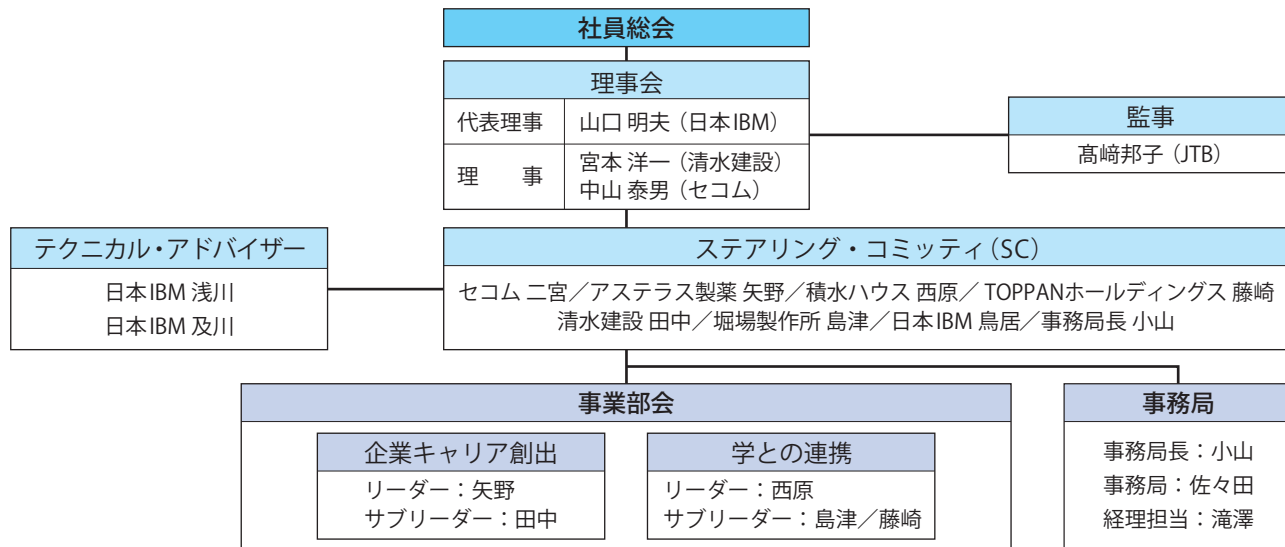 社員総会
理事会
代表理事 山口 明夫（日本IBM）
理　事 宮本 洋一（清水建設）
中山 泰男（セコム）
監事
髙﨑邦子（JTB）
テクニカル・アドバイザー
日本IBM 浅川
日本IBM 及川
ステアリング・コミッティ（SC）
セコム 二宮／アステラス製薬 矢野／積水ハウス 西原／ TOPPANホールディングス 藤崎
清水建設 田中／堀場製作所 島津／日本IBM 鳥居／事務局長 小山
事業部会
企業キャリア創出
リーダー：矢野
サブリーダー：田中
学との連携
リーダー：西原
サブリーダー：島津／藤崎
事務局
事務局長：小山
事務局：佐々田
経理担当：滝澤